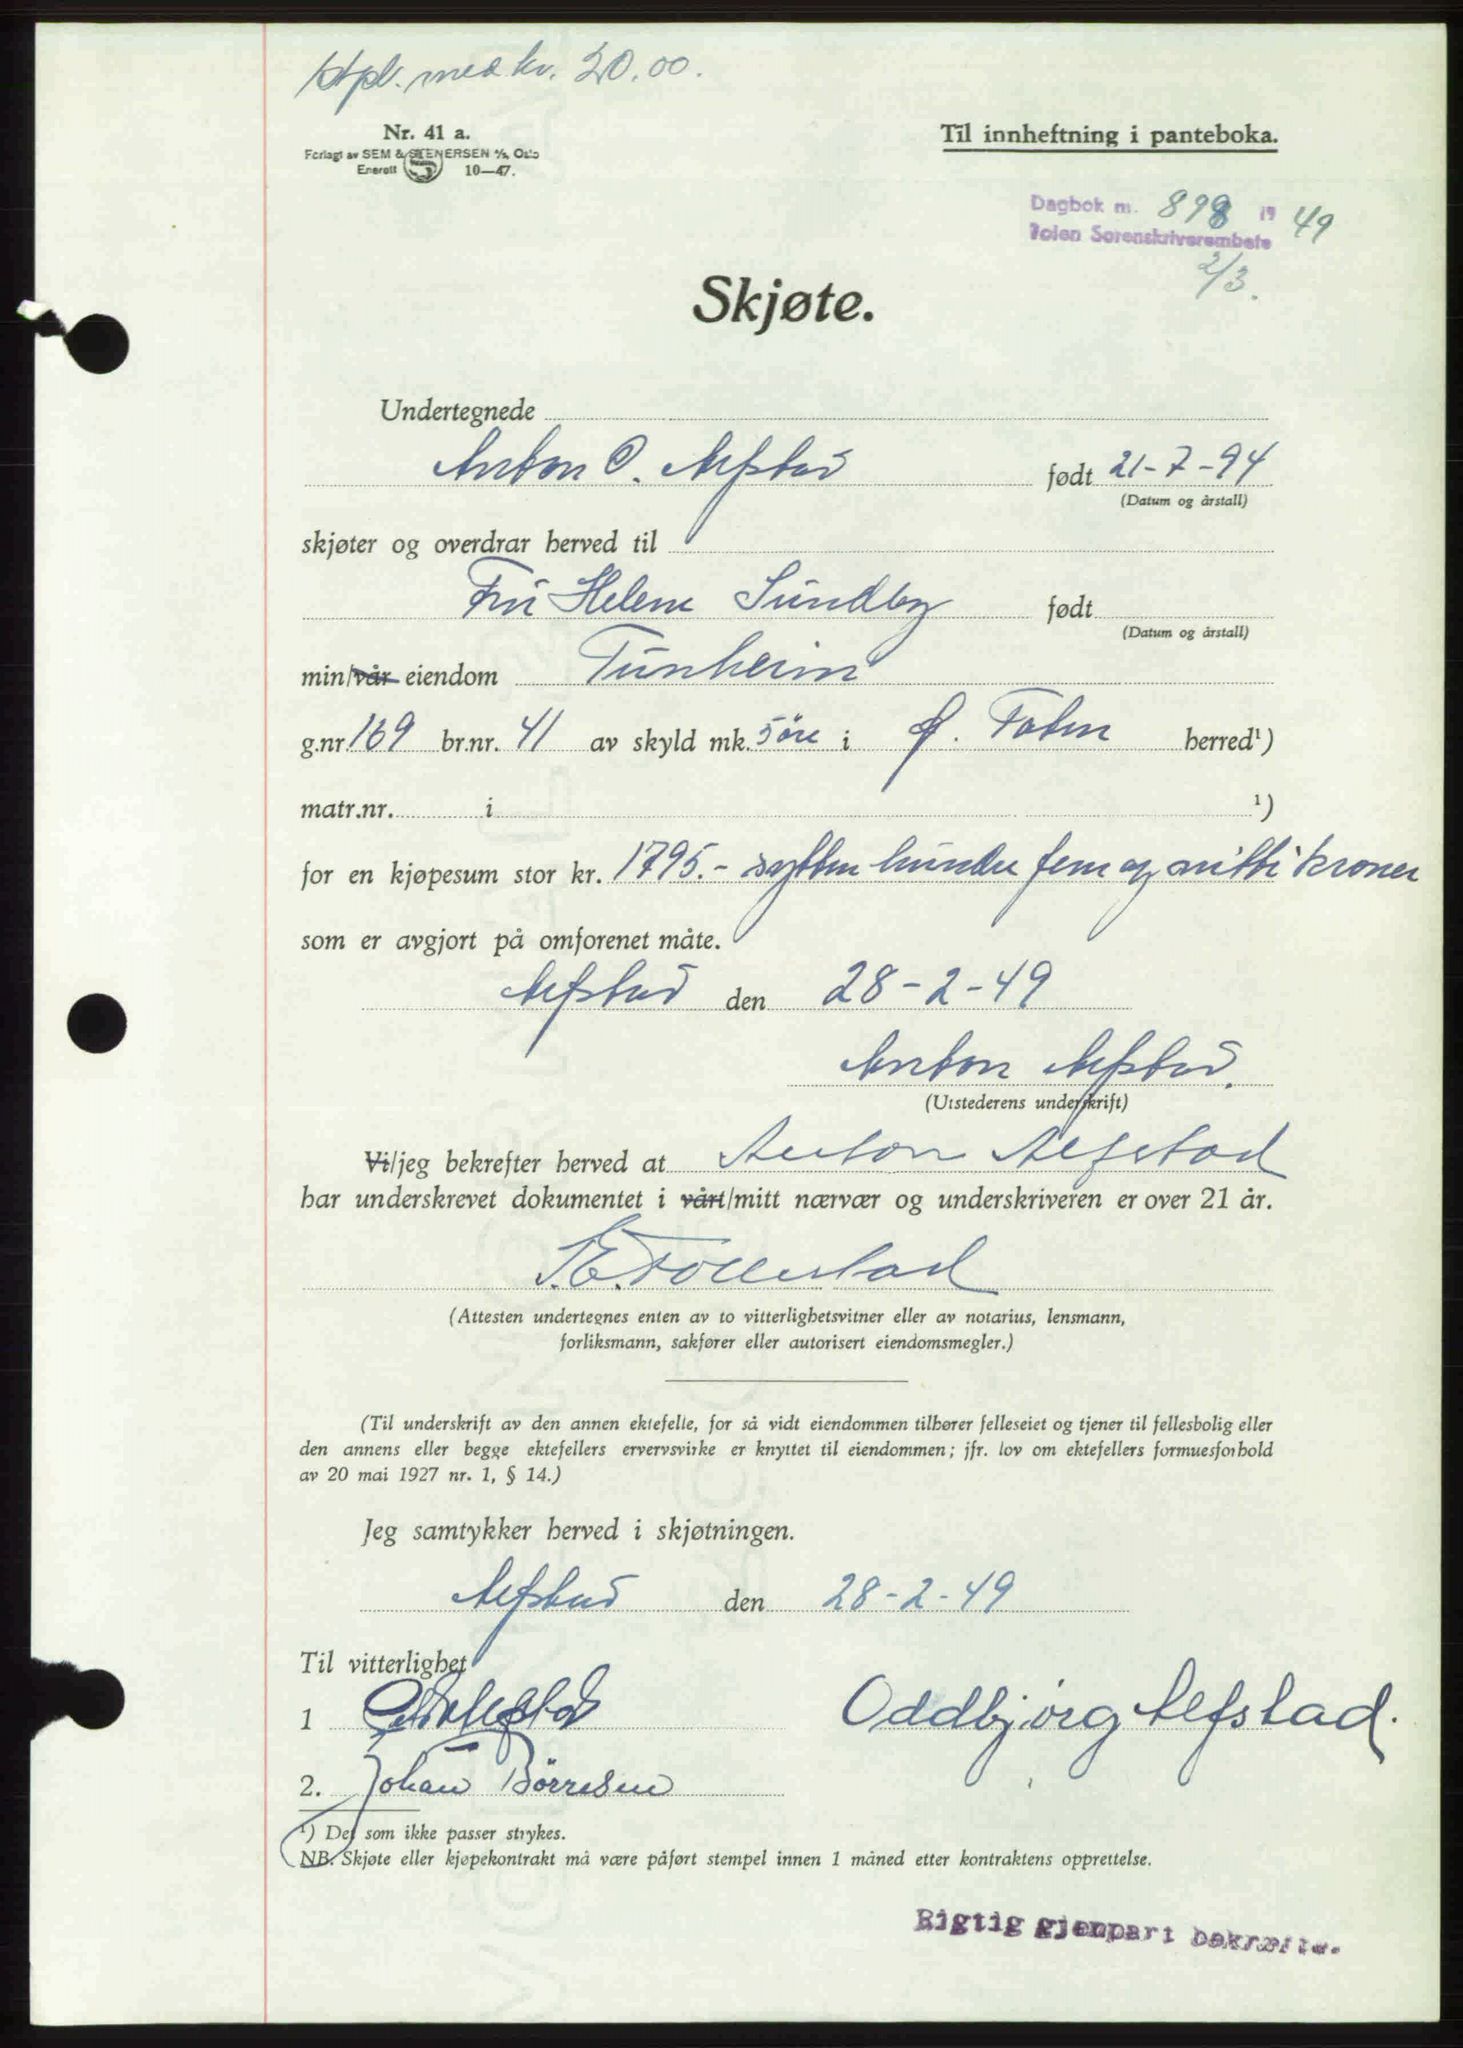 Stpl. med kr. 20.00.
Nr. 41 a.
Forlagt av SEM & STENERSEN A/S, Oslo
Enerett 10—47.
Til innheftning i panteboka.
Dagbok nr. 898 19 49
Toten Sorenskriverembete
2/3.
Skjøte.
Undertegnede
Anton O. Alfstad født 21-7-94
(Datum og årstall)
skjøter og overdrar herved til
Fru Helene Sundby født
(Datum og årstall)
min/vår eiendom Tunheim
g.nr. 169 br.nr. 41 av skyld mk. 5 øre i Ø. Toten herred¹)
matr.nr. i ¹)
for en kjøpesum stor kr. 1795.- sytten hundre fem og nitti kroner
som er avgjort på omforenet måte.
Alfstad den 28-2-49
Anton Alfstad.
(Utstederens underskrift)
Vi/jeg bekrefter herved at Anton Alfstad
har underskrevet dokumentet i vårt/mitt nærvær og underskriveren er over 21 år.
Follestad
(Attesten undertegnes enten av to vitterlighetsvitner eller av notarius, lensmann,
forliksmann, sakfører eller autorisert eiendomsmegler.)
(Til underskrift av den annen ektefelle, for så vidt eiendommen tilhører felleseiet og tjener til fellesbolig eller
den annens eller begge ektefellers ervervsvirke er knyttet til eiendommen; jfr. lov om ektefellers formuesforhold
av 20 mai 1927 nr. 1, § 14.)
Jeg samtykker herved i skjøtningen.
Alfstad den 28-2-49
Til vitterlighet
1 Oddbjörg Alfstad.
2. Johan Börresen
¹) Det som ikke passer strykes.
NB. Skjøte eller kjøpekontrakt må være påført stempel innen 1 måned etter kontraktens opprettelse.
Rigtig gjenpart bekræftes.